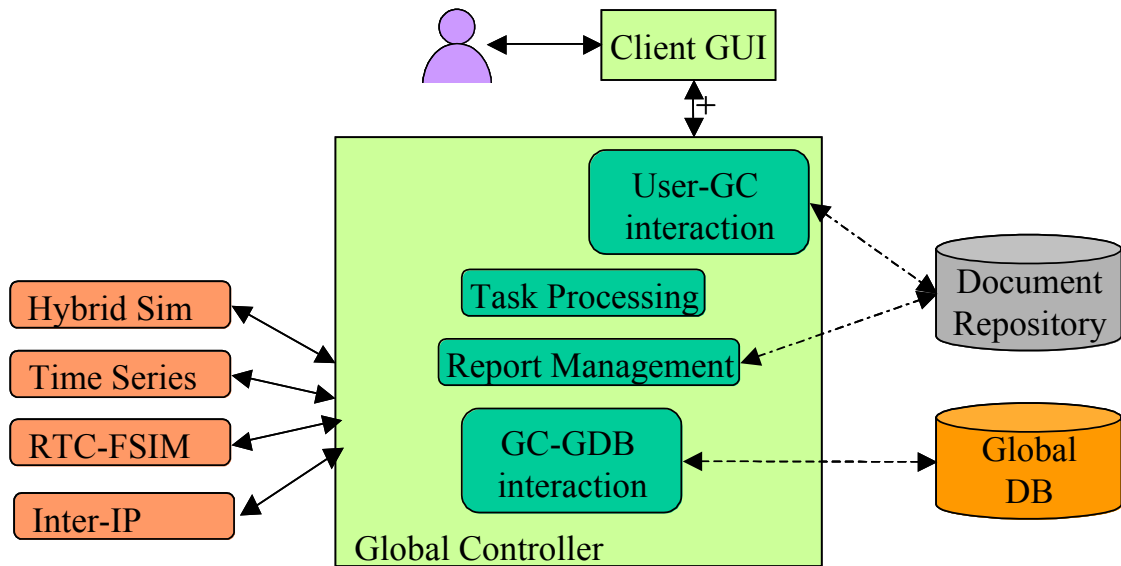 Client GUI
+
User-GC
interaction
Task Processing
Report Management
GC-GDB
interaction
Global Controller
Hybrid Sim
Time Series
RTC-FSIM
Inter-IP
Document
Repository
Global
DB